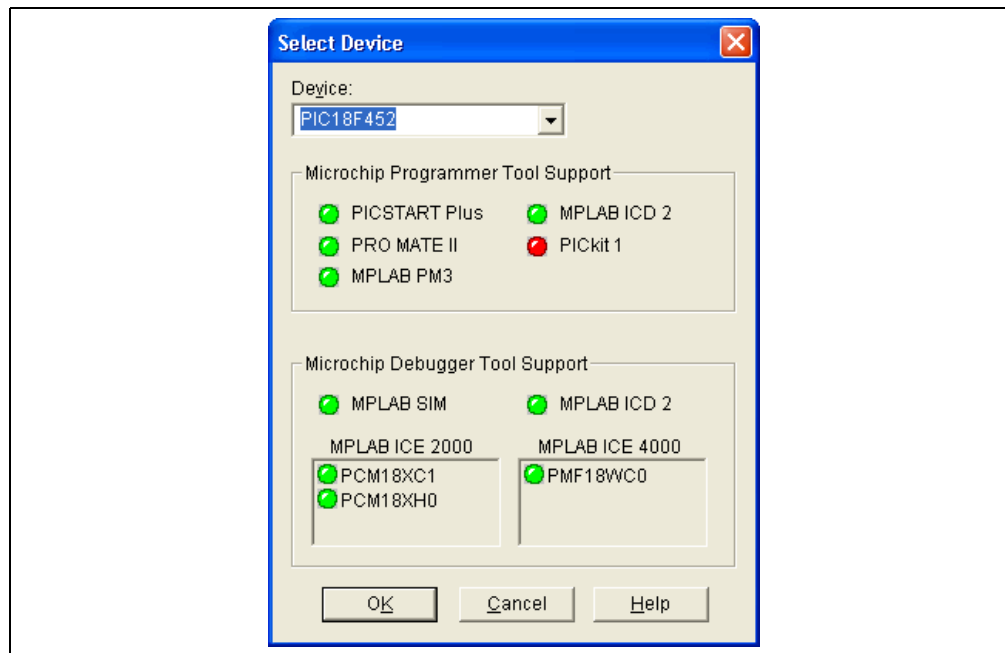 Select Device
Device:
PIC18F452
Microchip Programmer Tool Support
PICSTART Plus
MPLAB ICD 2
PRO MATE II
PICkit 1
MPLAB PM3
Microchip Debugger Tool Support
MPLAB SIM
MPLAB ICD 2
MPLAB ICE 2000
MPLAB ICE 4000
PCM18XC1
PMF18WC0
PCM18XH0
OK
Cancel
Help